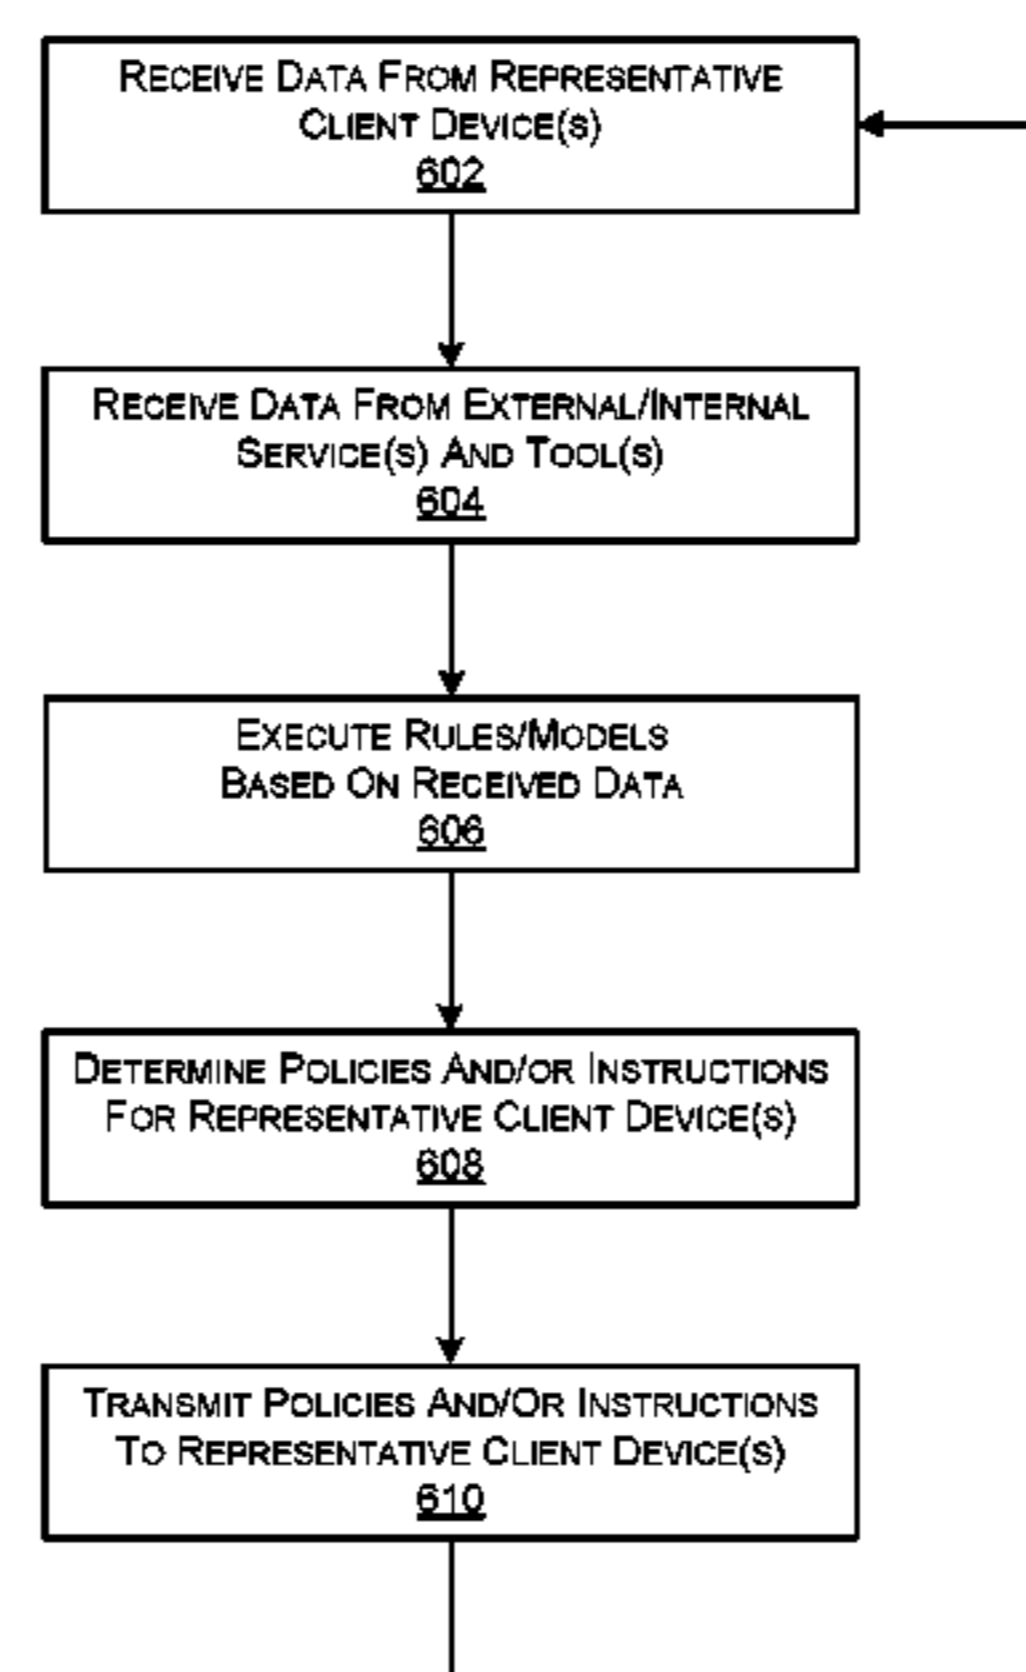 RECEIVE DATA FROM REPRESENTATIVE
CLIENT DEVICE(S)
602
RECEIVE DATA FROM EXTERNAL/INTERNAL
SERVICE(S) AND TOOL(S)
604
EXECUTE RULES/MODELS
BASED ON RECEIVED DATA
606
DETERMINE POLICIES AND/OR INSTRUCTIONS
FOR REPRESENTATIVE CLIENT DEVICE(S)
608
TRANSMIT POLICIES AND/OR INSTRUCTIONS
TO REPRESENTATIVE CLIENT DEVICE(S)
610